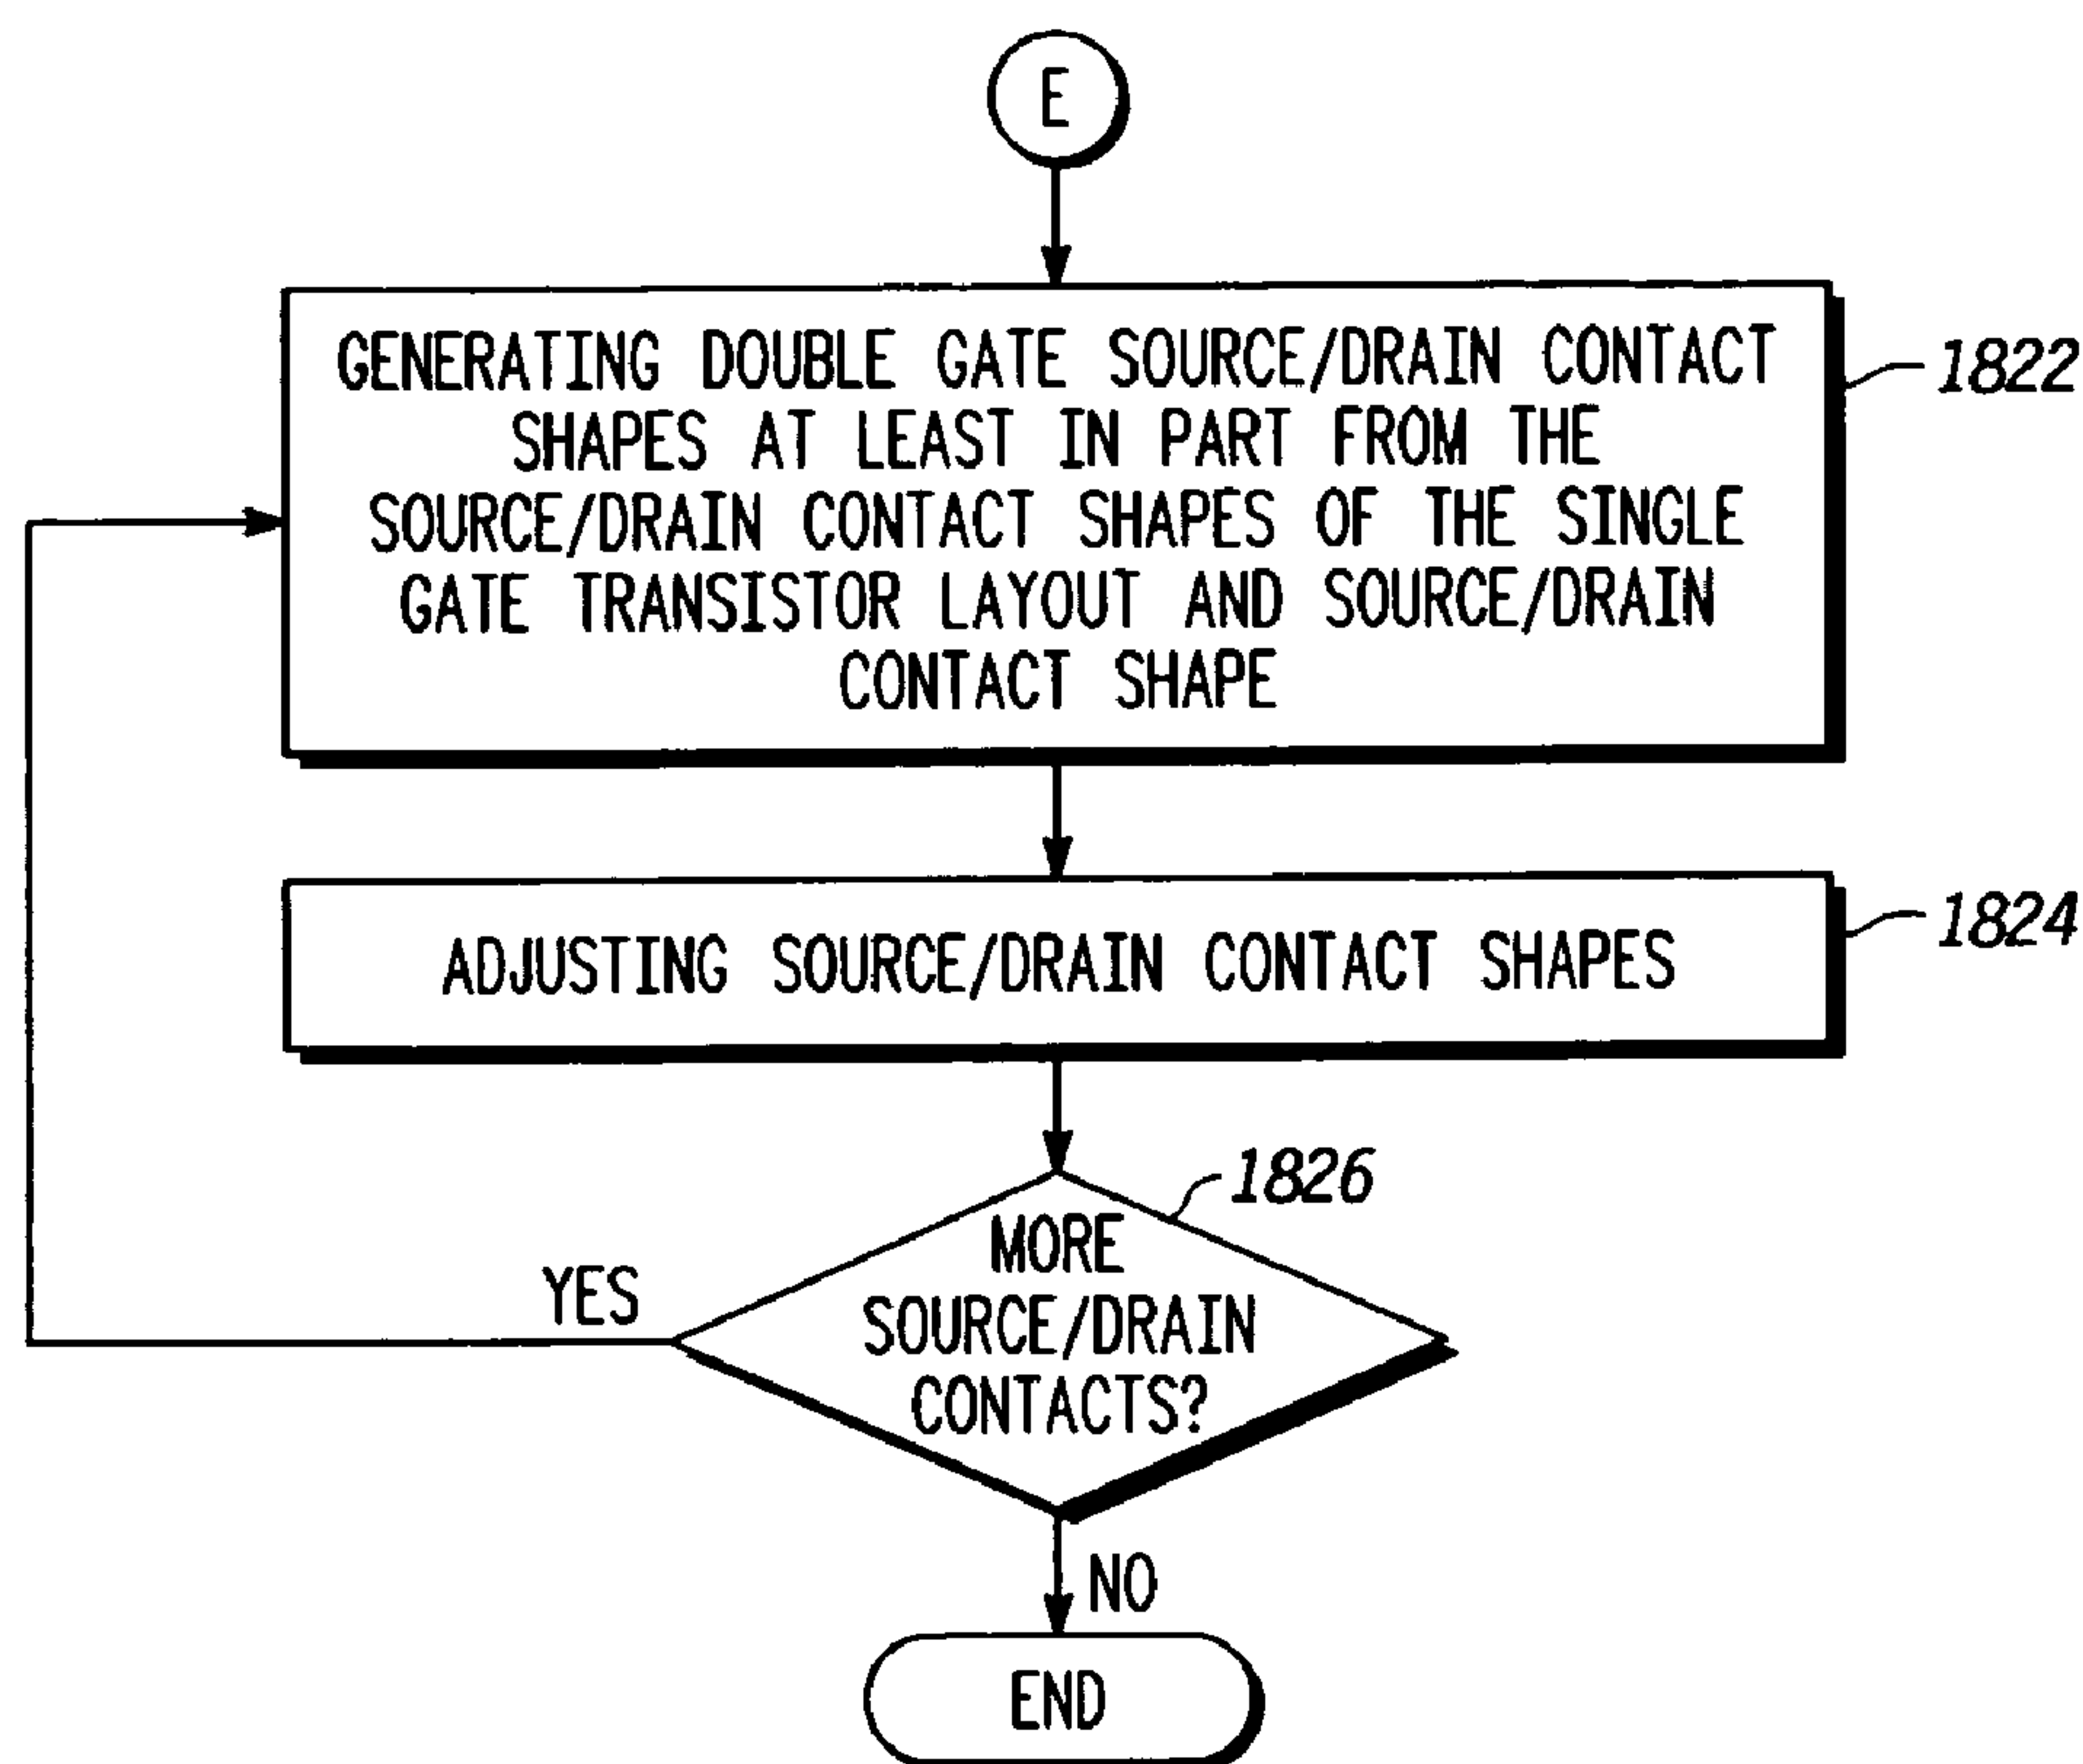 E
GENERATING DOUBLE GATE SOURCE/DRAIN CONTACT
SHAPES AT LEAST IN PART FROM THE
SOURCE/DRAIN CONTACT SHAPES OF THE SINGLE
GATE TRANSISTOR LAYOUT AND SOURCE/DRAIN
CONTACT SHAPE
1822
ADJUSTING SOURCE/DRAIN CONTACT SHAPES
1824
1826
MORE
SOURCE/DRAIN
CONTACTS?
YES
NO
END